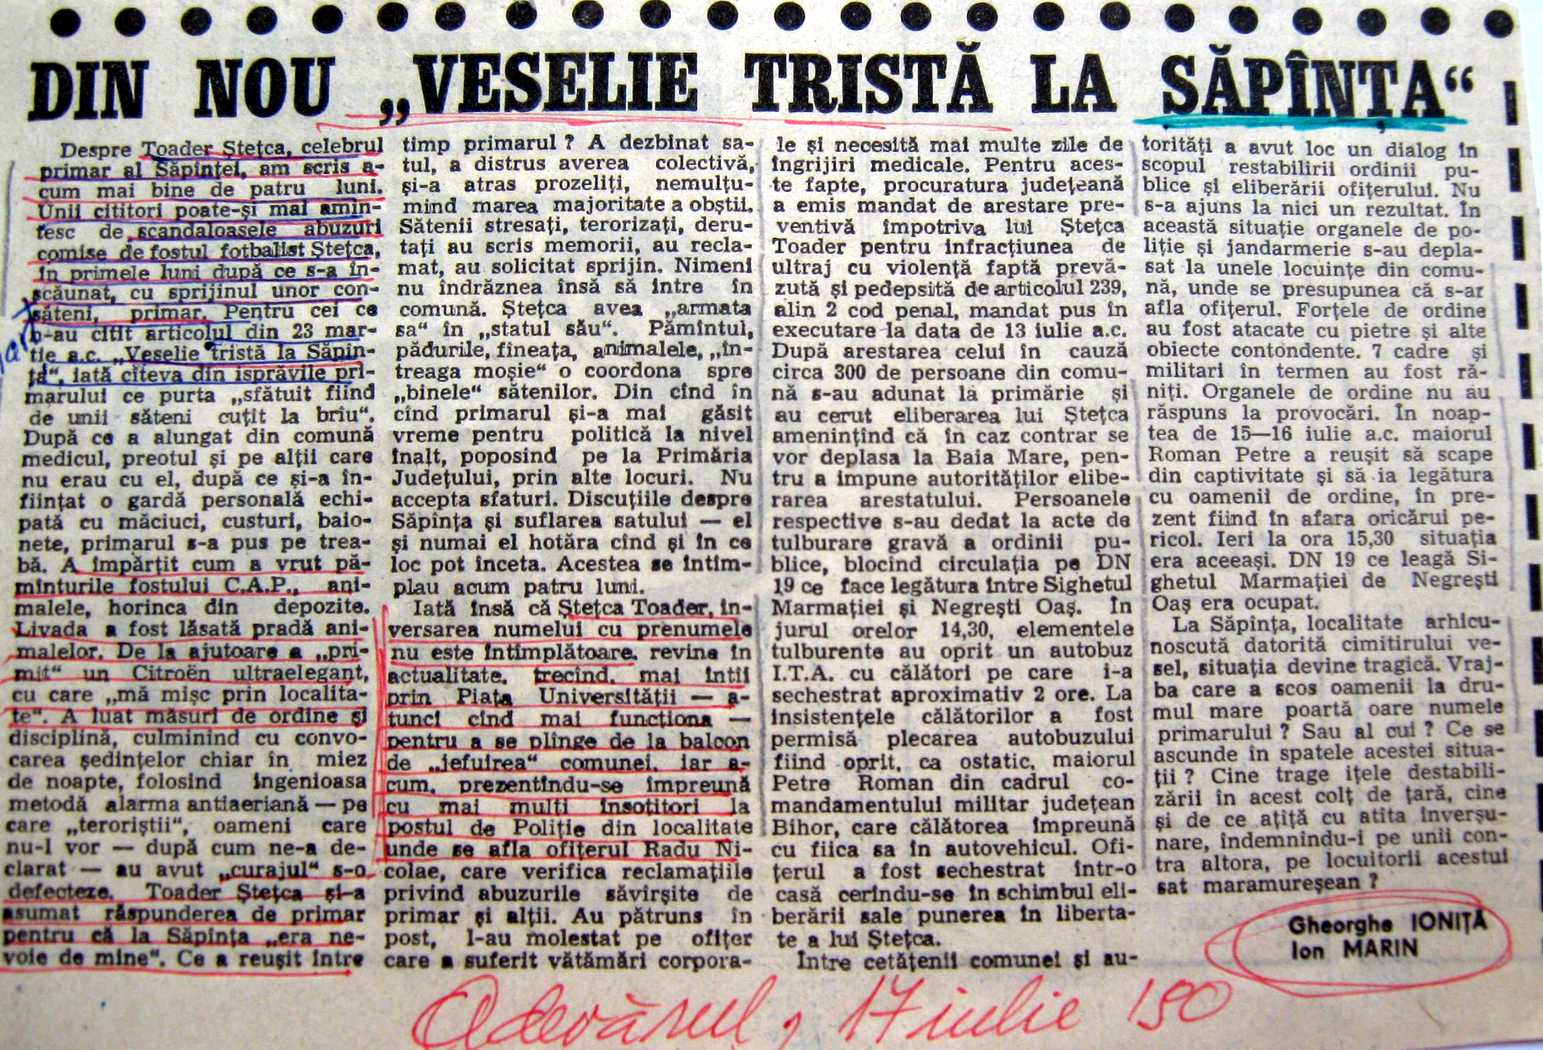 DIN NOU „VESELIE TRISTĂ LA SĂPÎNȚA“
Despre Toader Ștețca, celebrul
primar al Săpînței, am scris a-
cum mai bine de patru luni.
Unii cititori poate-și mai amin-
tesc de scandaloasele abuzuri
comise de fostul fotbalist Ștețca,
în primele luni după ce s-a în-
scăunat, cu sprijinul unor con-
săteni, primar. Pentru cei ce
n-au citit articolul din 23 mar-
tie a.c. „Veselie tristă la Săpîn-
ța“, iată cîteva din isprăvile pri-
marului ce purta „sfătuit fiind
de unii săteni cuțit la brîu“.
După ce a alungat din comună
medicul, preotul și pe alții care
nu erau cu el, după ce și-a în-
ființat o gardă personală echi-
pată cu măciuci, custuri, baio-
nete, primarul s-a pus pe trea-
bă. A împărțit cum a vrut pă-
mînturile fostului C.A.P., ani-
malele, horinca din depozite.
Livada a fost lăsată pradă ani-
malelor. De la ajutoare a „pri-
mit“ un Citroën ultraelegant,
cu care „mă mișc prin localita-
te“. A luat măsuri de ordine și
disciplină, culminînd cu convo-
carea ședințelor chiar în miez
de noapte, folosind ingenioasa
metodă alarma antiaeriană — pe
care „teroriștii“, oameni care
nu-l vor — după cum ne-a de-
clarat — au avut „curajul“ s-o
defecteze. Toader Ștețca și-a
asumat răspunderea de primar
pentru că la Săpînța „era ne-
voie de mine“. Ce a reușit între
timp primarul ? A dezbinat sa-
tul, a distrus averea colectivă,
și-a atras prozeliți, nemulțu-
mind marea majoritate a obștii.
Sătenii stresați, terorizați, deru-
tați au scris memorii, au recla-
mat, au solicitat sprijin. Nimeni
nu îndrăznea însă să intre în
comună. Ștețca avea „armata
sa“ în „statul său“. Pămîntul,
pădurile, fîneața, animalele, „în-
treaga moșie“ o coordona spre
„binele“ sătenilor. Din cînd în
cînd primarul și-a mai găsit
vreme pentru politică la nivel
înalt, poposind pe la Primăria
Județului, prin alte locuri. Nu
accepta sfaturi. Discuțiile despre
Săpînța și suflarea satului — el
și numai el hotăra cînd și în ce
loc pot înceta. Acestea se întîm-
plau acum patru luni.
Iată însă că Ștețca Toader, in-
versarea numelui cu prenumele
nu este întîmplătoare, revine în
actualitate, trecînd, mai întîi
prin Piața Universității — a-
tunci cînd mai funcționa —
pentru a se plînge de la balcon
de „jefuirea“ comunei, iar a-
cum, prezentîndu-se împreună
cu mai mulți însoțitori la
postul de Poliție din localitate
unde se afla ofițerul Radu Ni-
colae, care verifica reclamațiile
privind abuzurile săvîrșite de
primar și alții. Au pătruns în
post, l-au molestat pe ofițer
care a suferit vătămări corpora-
le și necesită mai multe zile de
îngrijiri medicale. Pentru aces-
te fapte, procuratura județeană
a emis mandat de arestare pre-
ventivă împotriva lui Ștețca
Toader pentru infracțiunea de
ultraj cu violență faptă prevă-
zută și pedepsită de articolul 239,
alin 2 cod penal, mandat pus în
executare la data de 13 iulie a.c.
După arestarea celui în cauză
circa 300 de persoane din comu-
nă s-au adunat la primărie și
au cerut eliberarea lui Ștețca
amenințînd că în caz contrar se
vor deplasa la Baia Mare, pen-
tru a impune autorităților elibe-
rarea arestatului. Persoanele
respective s-au dedat la acte de
tulburare gravă a ordinii pu-
blice, blocînd circulația pe DN
19 ce face legătura între Sighetul
Marmației și Negrești Oaș. În
jurul orelor 14,30, elementele
tulburente au oprit un autobuz
I.T.A. cu călători pe care i-a
sechestrat aproximativ 2 ore. La
insistențele călătorilor a fost
permisă plecarea autobuzului
fiind oprit, ca ostatic, maiorul
Petre Roman din cadrul co-
mandamentului militar județean
Bihor, care călătorea împreună
cu fiica sa în autovehicul. Ofi-
țerul a fost sechestrat într-o
casă cerîndu-se în schimbul eli-
berării sale punerea în liberta-
te a lui Ștețca.
Între cetățenii comunei și au-
torități a avut loc un dialog în
scopul restabilirii ordinii pu-
blice și eliberării ofițerului. Nu
s-a ajuns la nici un rezultat. În
această situație organele de po-
liție și jandarmerie s-au depla-
sat la unele locuințe din comu-
nă, unde se presupunea că s-ar
afla ofițerul. Forțele de ordine
au fost atacate cu pietre și alte
obiecte contondente. 7 cadre și
militari în termen au fost ră-
niți. Organele de ordine nu au
răspuns la provocări. În noap-
tea de 15—16 iulie a.c. maiorul
Roman Petre a reușit să scape
din captivitate și să ia legătura
cu oamenii de ordine, în pre-
zent fiind în afara oricărui pe-
ricol. Ieri la ora 15,30 situația
era aceeași. DN 19 ce leagă Si-
ghetul Marmației de Negrești
Oaș era ocupat.
La Săpînța, localitate arhicu-
noscută datorită cimitirului ve-
sel, situația devine tragică. Vraj-
ba care a scos oamenii la dru-
mul mare poartă oare numele
primarului ? Sau al cui ? Ce se
ascunde în spatele acestei situa-
ții ? Cine trage ițele destabili-
zării în acest colț de țară, cine
și de ce ațîță cu atîta înverșu-
nare, îndemnîndu-i pe unii con-
tra altora, pe locuitorii acestui
sat maramureșean ?
Gheorghe IONIȚĂ
Ion MARIN
Adevărul, 17 iulie '90